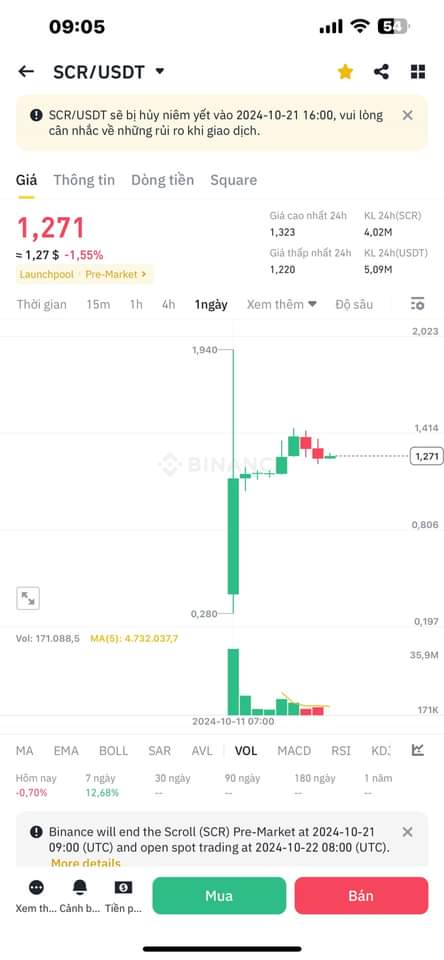 09:05
54
SCR/USDT
SCR/USDT sẽ bị hủy niêm yết vào 2024-10-21 16:00, vui lòng
cân nhắc về những rủi ro khi giao dịch.
Giá Thông tin Dòng tiền Square
1,271
≈ 1,27 $ -1,55%
Launchpool Pre-Market >
Giá cao nhất 24h KL 24h(SCR)
1,323 4,02M
Giá thấp nhất 24h KL 24h(USDT)
1,220 5,09M
Thời gian 15m 1h 4h 1ngày Xem thêm Độ sâu
2,023
1,940
1,414
BINANC
1,271
0,806
0,280
0,197
Vol: 171.088,5 MA(5): 4.732.037,7
35,9M
171K
2024-10-11 07:00
MA EMA BOLL SAR AVL VOL MACD RSI KDJ
Hôm nay 7 ngày 30 ngày 90 ngày 180 ngày 1 năm
-0,70% 12,68% -- -- -- --
Binance will end the Scroll (SCR) Pre-Market at 2024-10-21
09:00 (UTC) and open spot trading at 2024-10-22 08:00 (UTC).
More details
Xem th... Cảnh b... Tiền p...
Mua
Bán